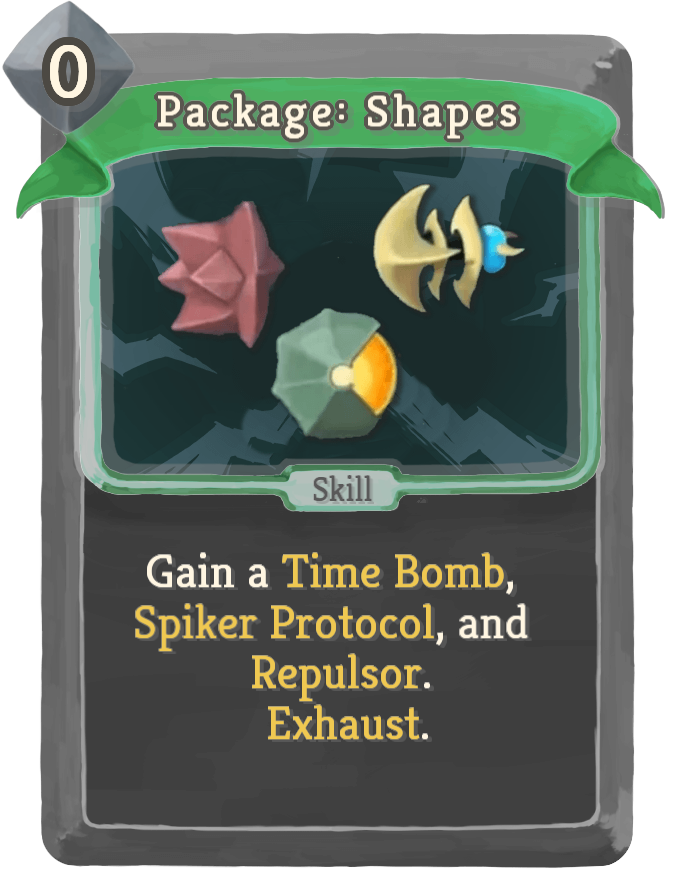 0
Package: Shapes
Skill
Gain a Time Bomb,
Spiker Protocol, and
Repulsor.
Exhaust.